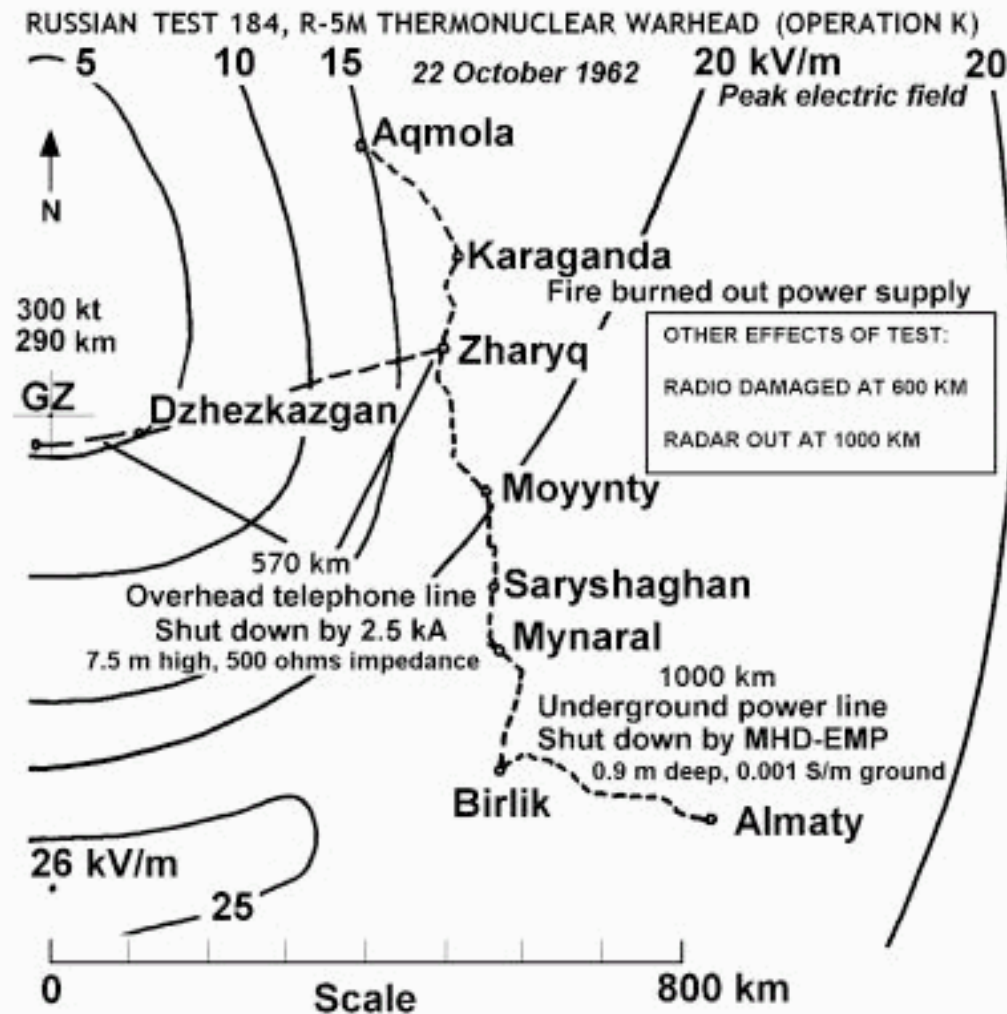 RUSSIAN TEST 184, R-5M THERMONUCLEAR WARHEAD (OPERATION K)
5
10
15
22 October 1962
20 kV/m
20
Peak electric field
Aqmola
N
Karaganda
Fire burned out power supply
300 kt
290 km
OTHER EFFECTS OF TEST:
RADIO DAMAGED AT 600 KM
RADAR OUT AT 1000 KM
Zharyq
GZ
Dzhezkazgan
Moyynty
570 km
Overhead telephone line
Shut down by 2.5 kA
7.5 m high, 500 ohms impedance
Saryshaghan
Mynaral
1000 km
Underground power line
Shut down by MHD-EMP
0.9 m deep, 0.001 S/m ground
Birlik
Almaty
26 kV/m
25
0
Scale
800 km